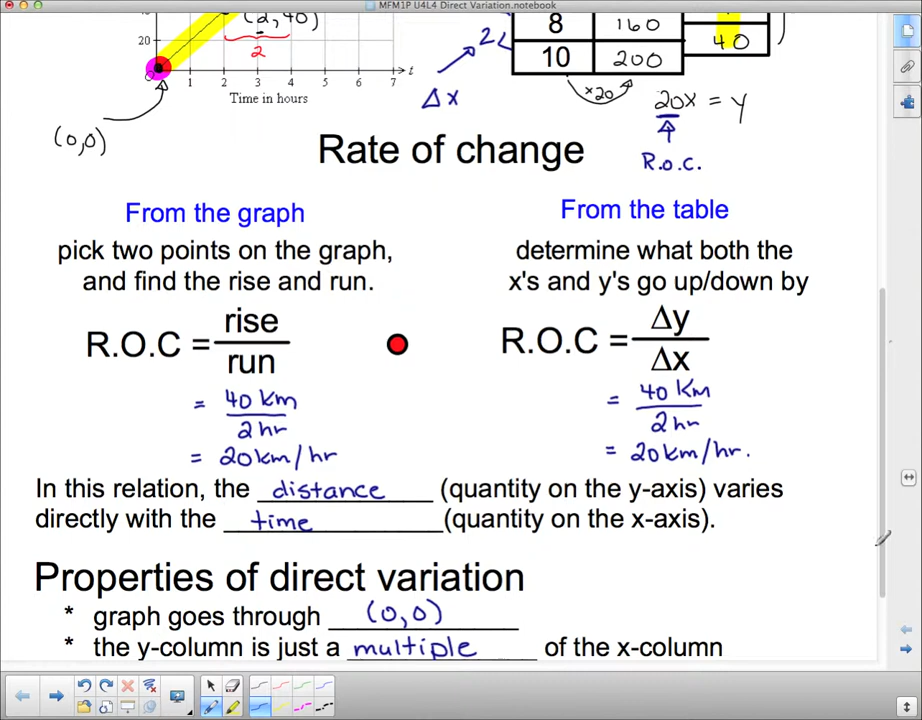 MFM1P U4L4 Direct Variation.notebook
(2,40)
20
2
0
1 2 3 4 5 6 7 t
Time in hours
(0,0)
8 160
10 200
40
2
Δx
×20
20x = y
R.O.C.
Rate of change
From the graph
pick two points on the graph,
and find the rise and run.
R.O.C = rise
run
= 40 km
2 hr
= 20km/hr
From the table
determine what both the
x's and y's go up/down by
R.O.C = Δy
Δx
= 40 km
2 hr
= 20km/hr.
In this relation, the distance (quantity on the y-axis) varies
directly with the time (quantity on the x-axis).
Properties of direct variation
* graph goes through (0,0)
* the y-column is just a multiple of the x-column